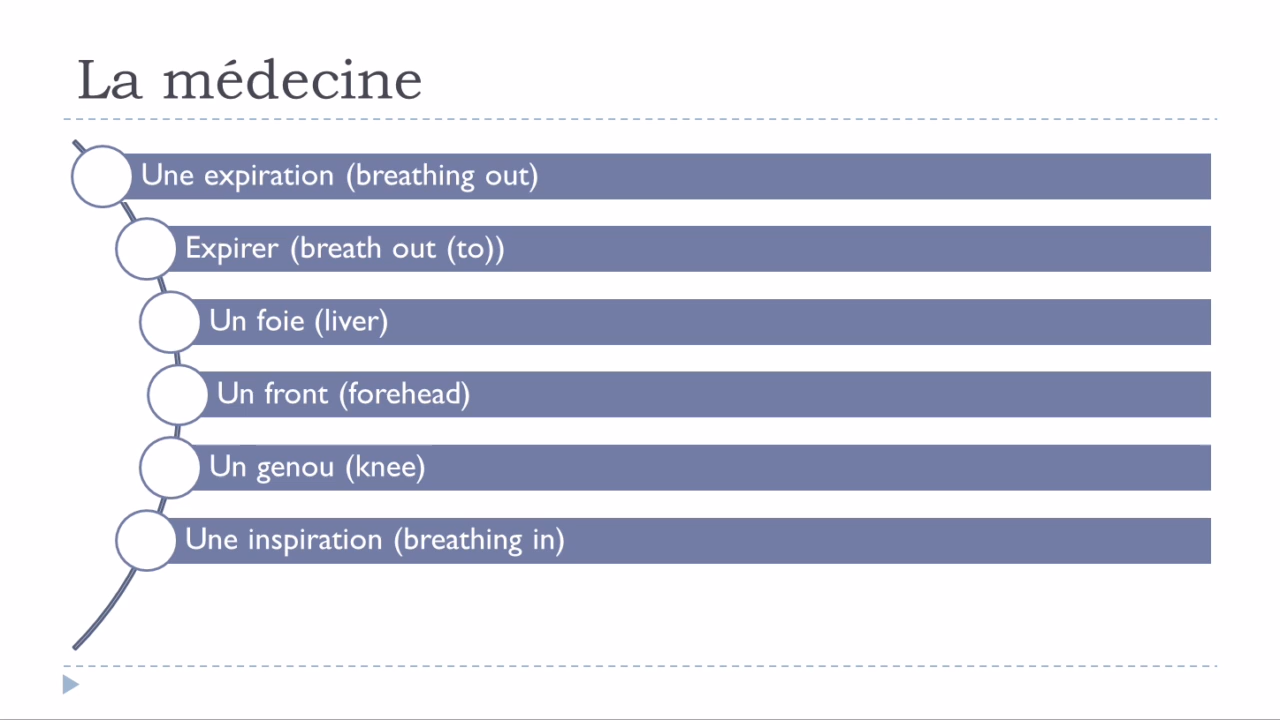 La médecine
Une expiration (breathing out)
Expirer (breath out (to))
Un foie (liver)
Un front (forehead)
Un genou (knee)
Une inspiration (breathing in)